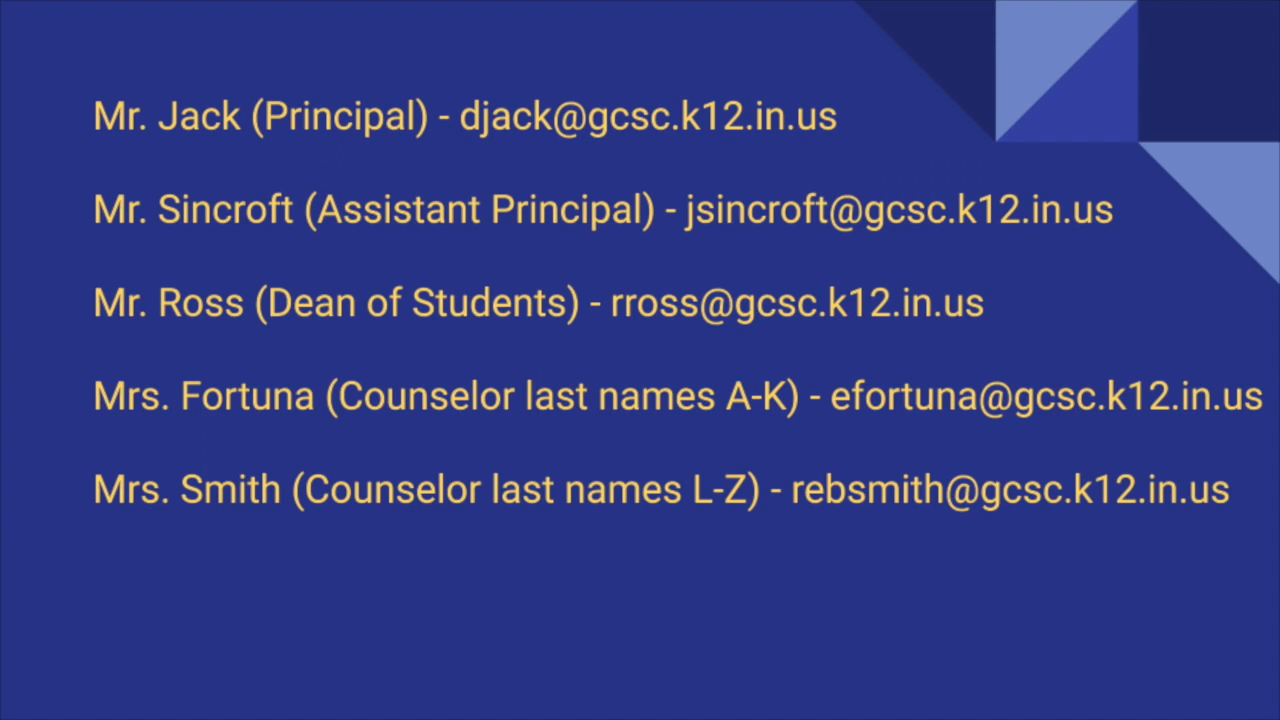 Mr. Jack (Principal) - djack@gcsc.k12.in.us
Mr. Sincroft (Assistant Principal) - jsincroft@gcsc.k12.in.us
Mr. Ross (Dean of Students) - rross@gcsc.k12.in.us
Mrs. Fortuna (Counselor last names A-K) - efortuna@gcsc.k12.in.us
Mrs. Smith (Counselor last names L-Z) - rebsmith@gcsc.k12.in.us